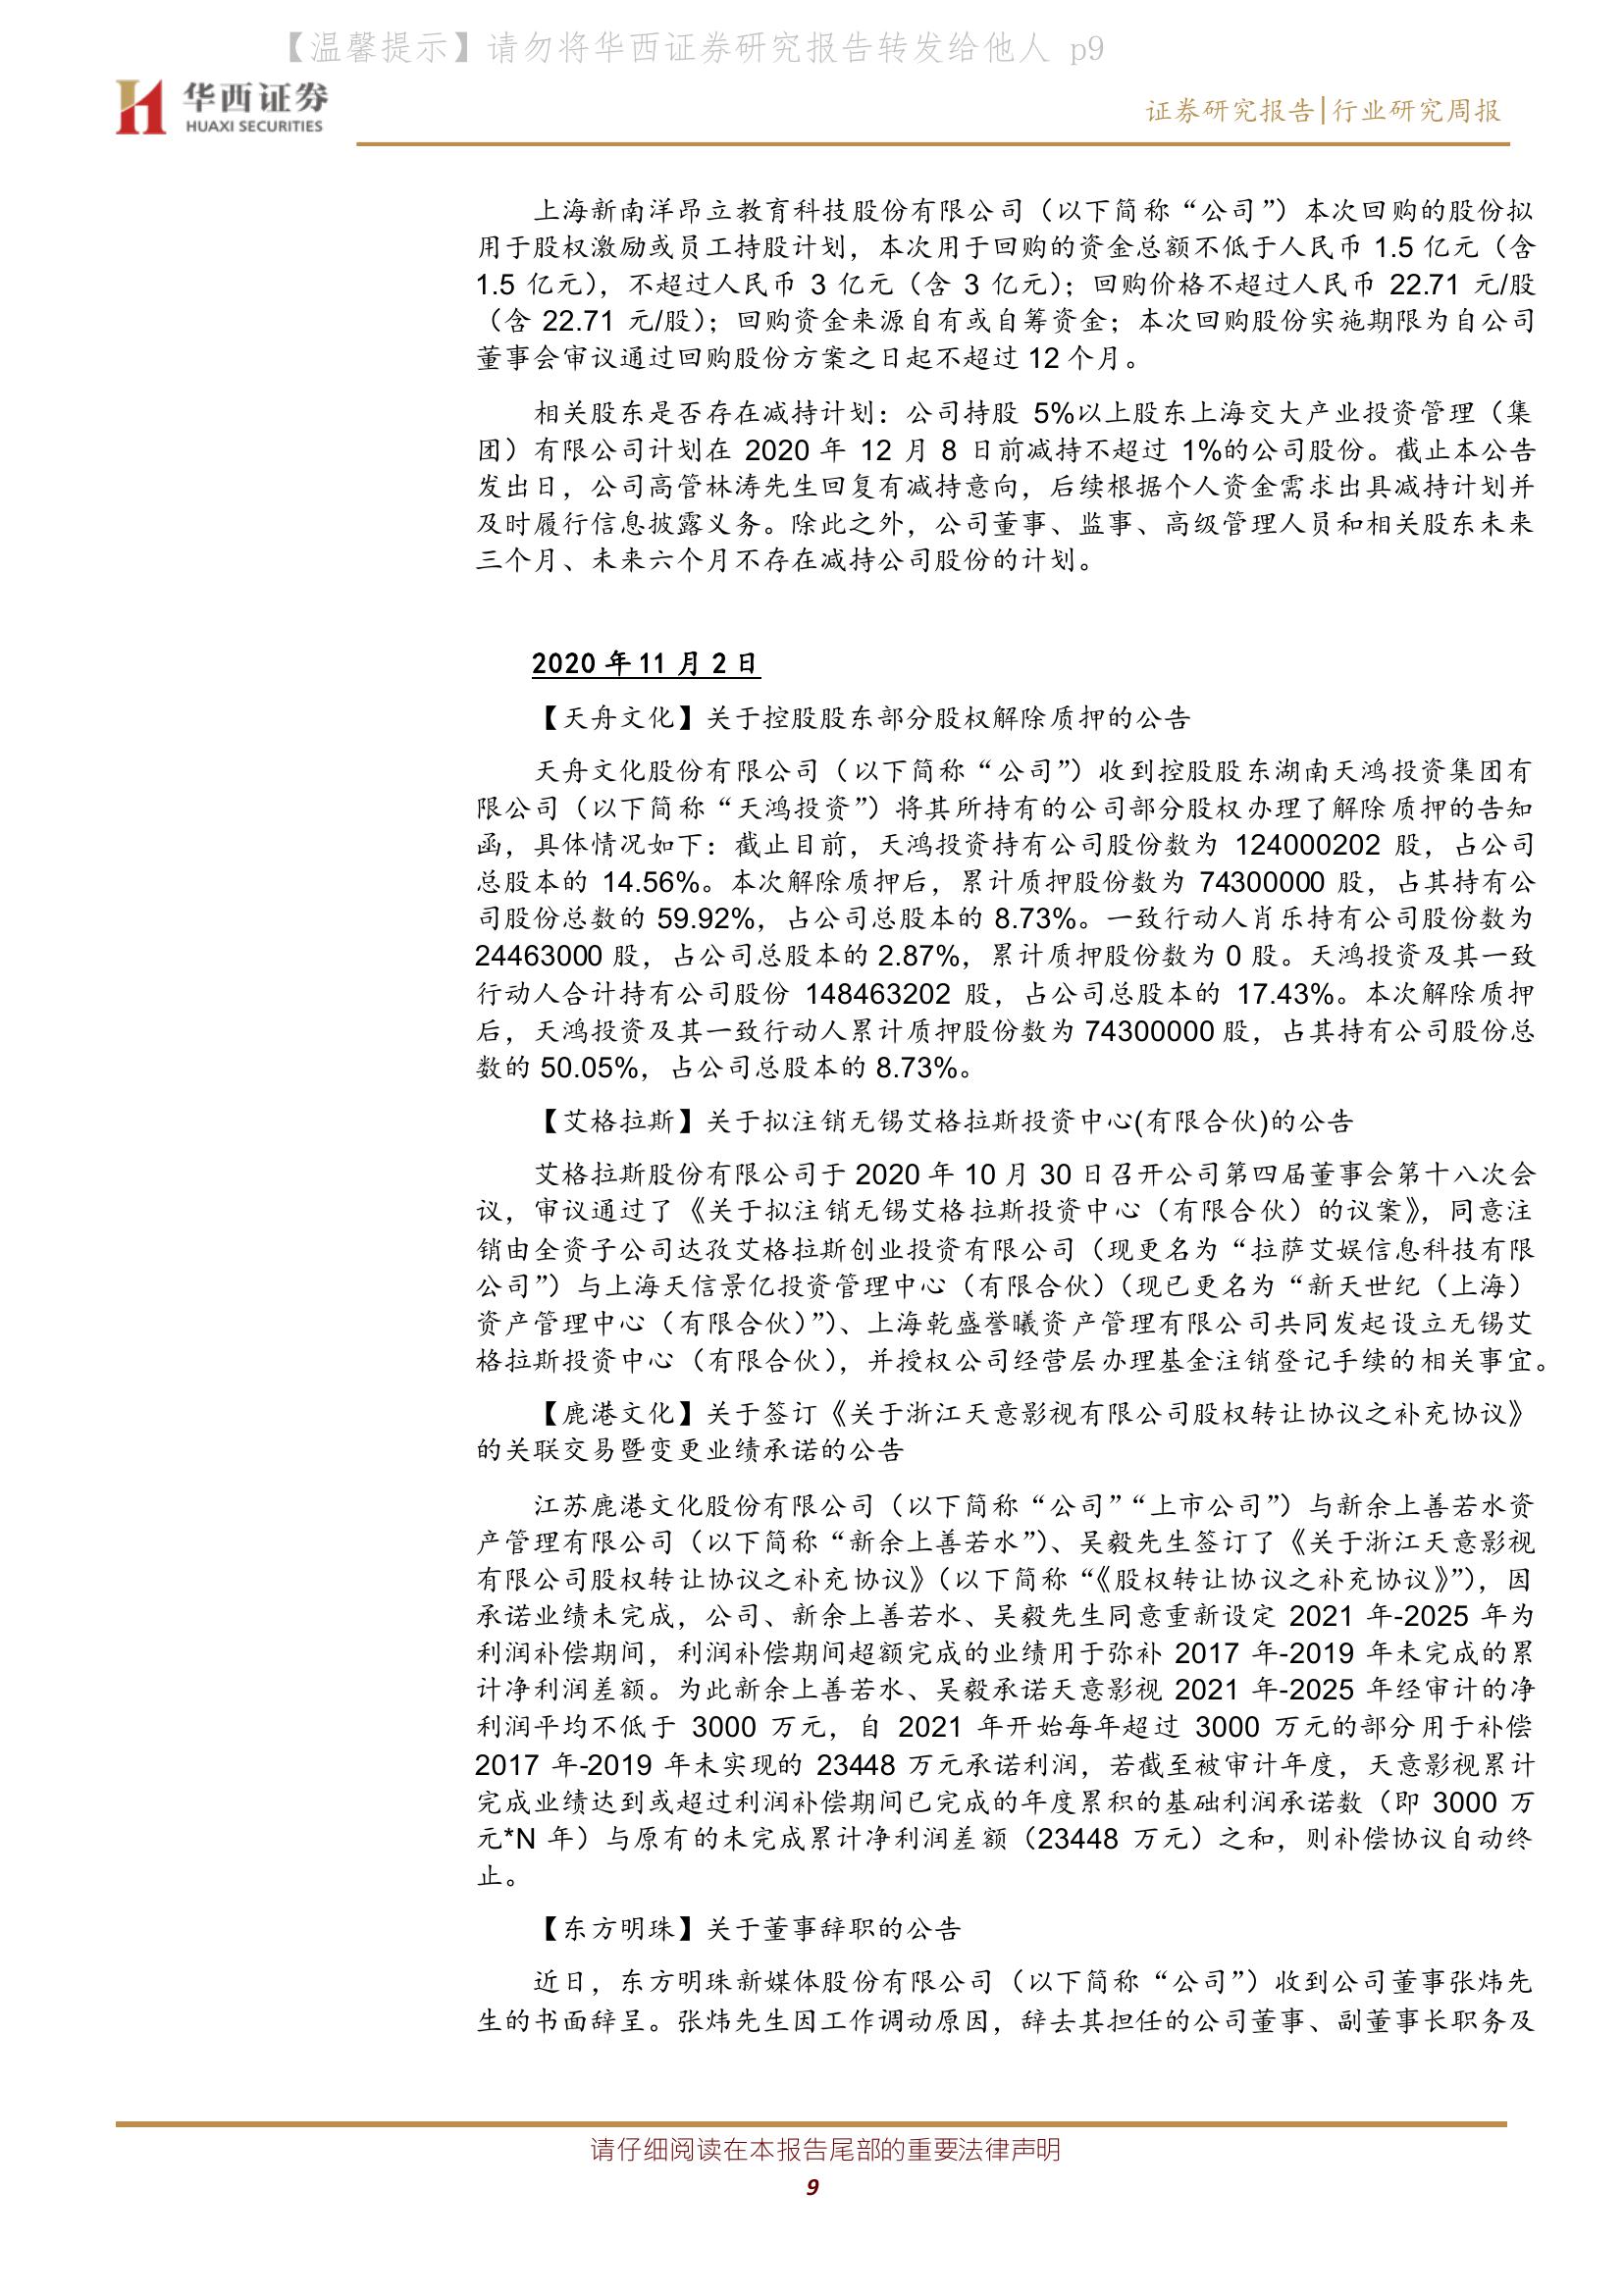 【温馨提示】请勿将华西证券研究报告转发给他人 p9
华西证券
HUAXI SECURITIES
证券研究报告|行业研究周报
上海新南洋昂立教育科技股份有限公司（以下简称“公司”）本次回购的股份拟
用于股权激励或员工持股计划，本次用于回购的资金总额不低于人民币 1.5 亿元（含
1.5 亿元），不超过人民币 3 亿元（含 3 亿元）；回购价格不超过人民币 22.71 元/股
（含 22.71 元/股）；回购资金来源自有或自筹资金；本次回购股份实施期限为自公司
董事会审议通过回购股份方案之日起不超过 12 个月。
相关股东是否存在减持计划：公司持股 5%以上股东上海交大产业投资管理（集
团）有限公司计划在 2020 年 12 月 8 日前减持不超过 1%的公司股份。截止本公告
发出日，公司高管林涛先生回复有减持意向，后续根据个人资金需求出具减持计划并
及时履行信息披露义务。除此之外，公司董事、监事、高级管理人员和相关股东未来
三个月、未来六个月不存在减持公司股份的计划。
2020 年 11 月 2 日
【天舟文化】关于控股股东部分股权解除质押的公告
天舟文化股份有限公司（以下简称“公司”）收到控股股东湖南天鸿投资集团有
限公司（以下简称“天鸿投资”）将其所持有的公司部分股权办理了解除质押的告知
函，具体情况如下：截止目前，天鸿投资持有公司股份数为 124000202 股，占公司
总股本的 14.56%。本次解除质押后，累计质押股份数为 74300000 股，占其持有公
司股份总数的 59.92%，占公司总股本的 8.73%。一致行动人肖乐持有公司股份数为
24463000 股，占公司总股本的 2.87%，累计质押股份数为 0 股。天鸿投资及其一致
行动人合计持有公司股份 148463202 股，占公司总股本的 17.43%。本次解除质押
后，天鸿投资及其一致行动人累计质押股份数为 74300000 股，占其持有公司股份总
数的 50.05%，占公司总股本的 8.73%。
【艾格拉斯】关于拟注销无锡艾格拉斯投资中心(有限合伙)的公告
艾格拉斯股份有限公司于 2020 年 10 月 30 日召开公司第四届董事会第十八次会
议，审议通过了《关于拟注销无锡艾格拉斯投资中心（有限合伙）的议案》，同意注
销由全资子公司达孜艾格拉斯创业投资有限公司（现更名为“拉萨艾娱信息科技有限
公司”）与上海天信景亿投资管理中心（有限合伙）（现已更名为“新天世纪（上海）
资产管理中心（有限合伙）”）、上海乾盛誉曦资产管理有限公司共同发起设立无锡艾
格拉斯投资中心（有限合伙），并授权公司经营层办理基金注销登记手续的相关事宜。
【鹿港文化】关于签订《关于浙江天意影视有限公司股权转让协议之补充协议》
的关联交易暨变更业绩承诺的公告
江苏鹿港文化股份有限公司（以下简称“公司”“上市公司”）与新余上善若水资
产管理有限公司（以下简称“新余上善若水”）、吴毅先生签订了《关于浙江天意影视
有限公司股权转让协议之补充协议》（以下简称“《股权转让协议之补充协议》”），因
承诺业绩未完成，公司、新余上善若水、吴毅先生同意重新设定 2021 年-2025 年为
利润补偿期间，利润补偿期间超额完成的业绩用于弥补 2017 年-2019 年未完成的累
计净利润差额。为此新余上善若水、吴毅承诺天意影视 2021 年-2025 年经审计的净
利润平均不低于 3000 万元，自 2021 年开始每年超过 3000 万元的部分用于补偿
2017 年-2019 年未实现的 23448 万元承诺利润，若截至被审计年度，天意影视累计
完成业绩达到或超过利润补偿期间已完成的年度累积的基础利润承诺数（即 3000 万
元*N 年）与原有的未完成累计净利润差额（23448 万元）之和，则补偿协议自动终
止。
【东方明珠】关于董事辞职的公告
近日，东方明珠新媒体股份有限公司（以下简称“公司”）收到公司董事张炜先
生的书面辞呈。张炜先生因工作调动原因，辞去其担任的公司董事、副董事长职务及
请仔细阅读在本报告尾部的重要法律声明
9